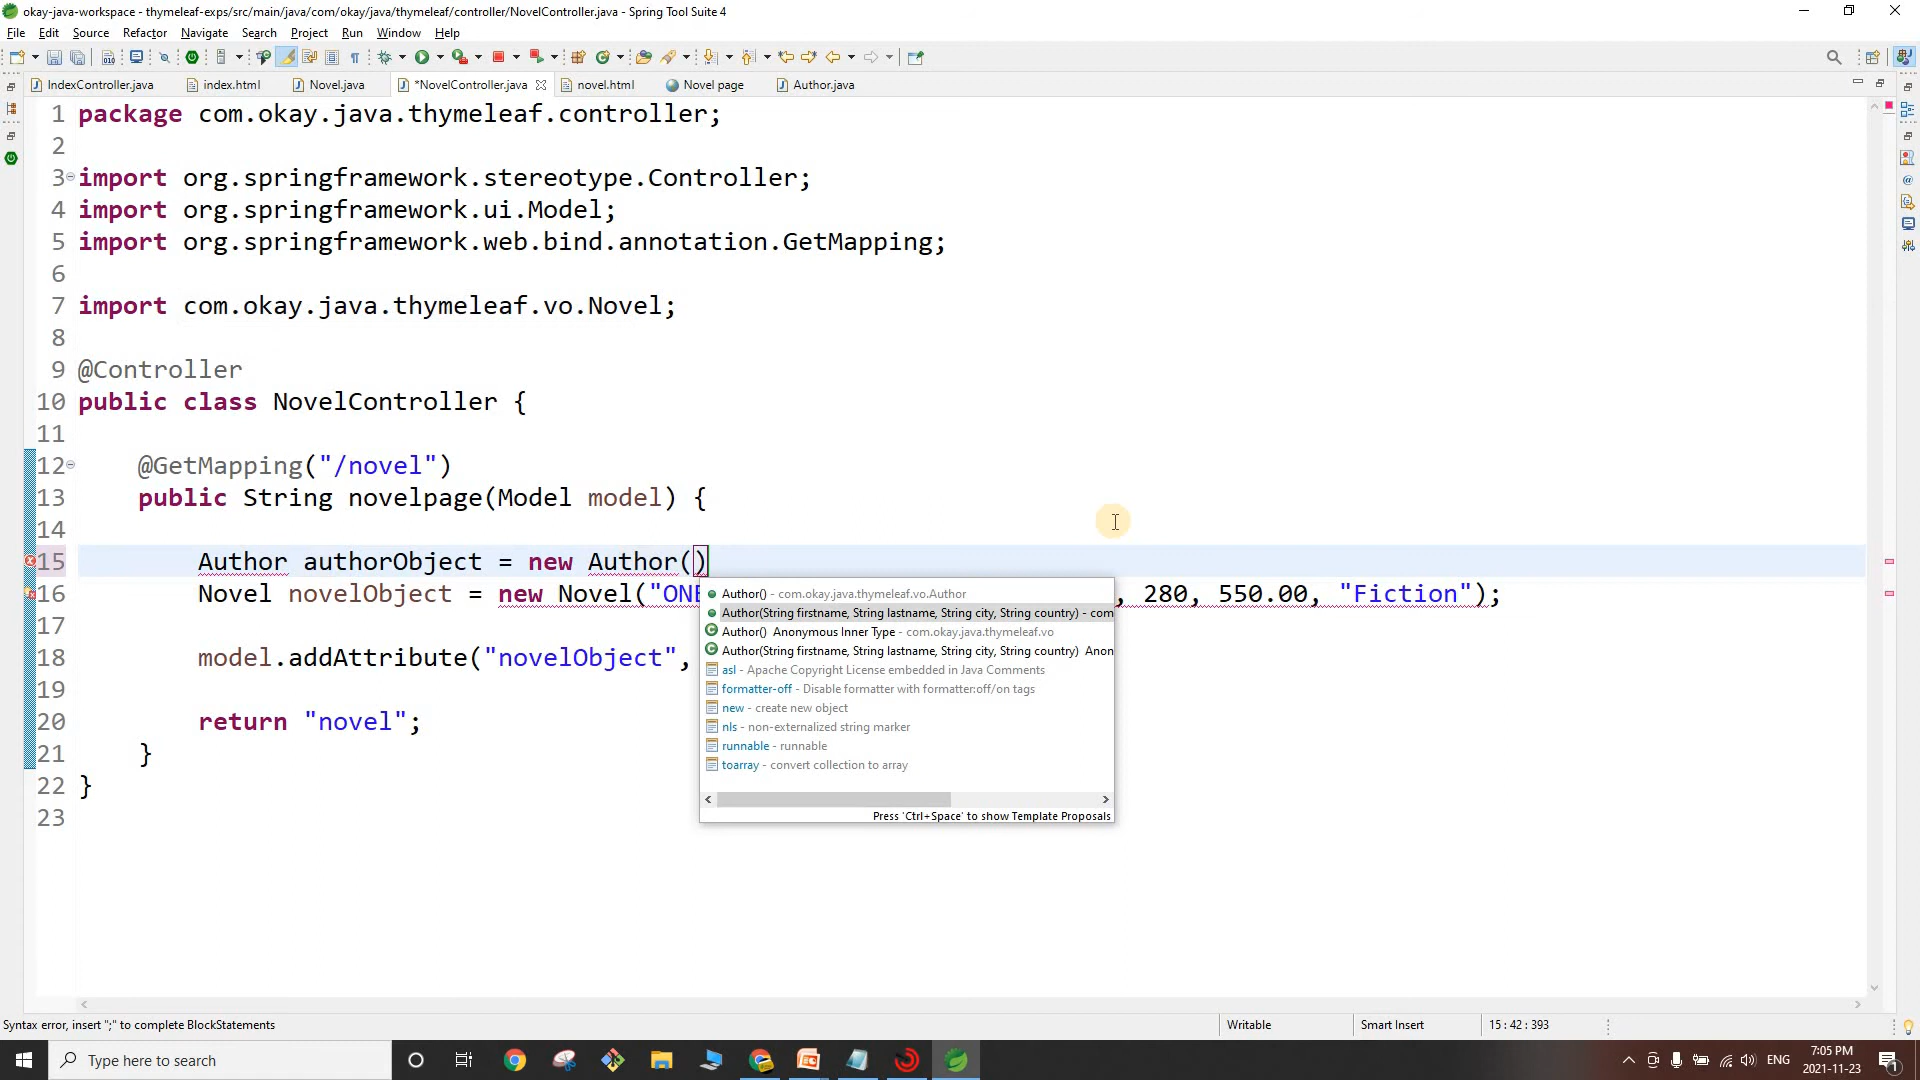 okay-java-workspace - thymeleaf-exps/src/main/java/com/okay/java/thymeleaf/controller/NovelController.java - Spring Tool Suite 4
File Edit Source Refactor Navigate Search Project Run Window Help
IndexController.java index.html Novel.java *NovelController.java novel.html Novel page Author.java
1 package com.okay.java.thymeleaf.controller;
2
3 import org.springframework.stereotype.Controller;
4 import org.springframework.ui.Model;
5 import org.springframework.web.bind.annotation.GetMapping;
6
7 import com.okay.java.thymeleaf.vo.Novel;
8
9 @Controller
10 public class NovelController {
11
12 @GetMapping("/novel")
13 public String novelpage(Model model) {
14
15 Author authorObject = new Author()
16 Novel novelObject = new Novel("ONE , 280, 550.00, "Fiction");
17
18 model.addAttribute("novelObject",
19
20 return "novel";
21 }
22 }
23
Author() - com.okay.java.thymeleaf.vo.Author
Author(String firstname, String lastname, String city, String country) - com
Author() Anonymous Inner Type - com.okay.java.thymeleaf.vo
Author(String firstname, String lastname, String city, String country) Anon
asl - Apache Copyright License embedded in Java Comments
formatter-off - Disable formatter with formatter:off/on tags
new - create new object
nls - non-externalized string marker
runnable - runnable
toarray - convert collection to array
Press 'Ctrl+Space' to show Template Proposals
Syntax error, insert ";" to complete BlockStatements Writable Smart Insert 15 : 42 : 393
Type here to search ENG 7:05 PM
2021-11-23